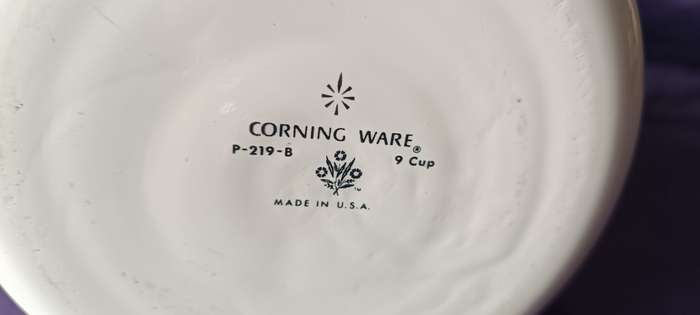 CORNING WARE®
P-219-B 9 Cup
MADE IN U.S.A.